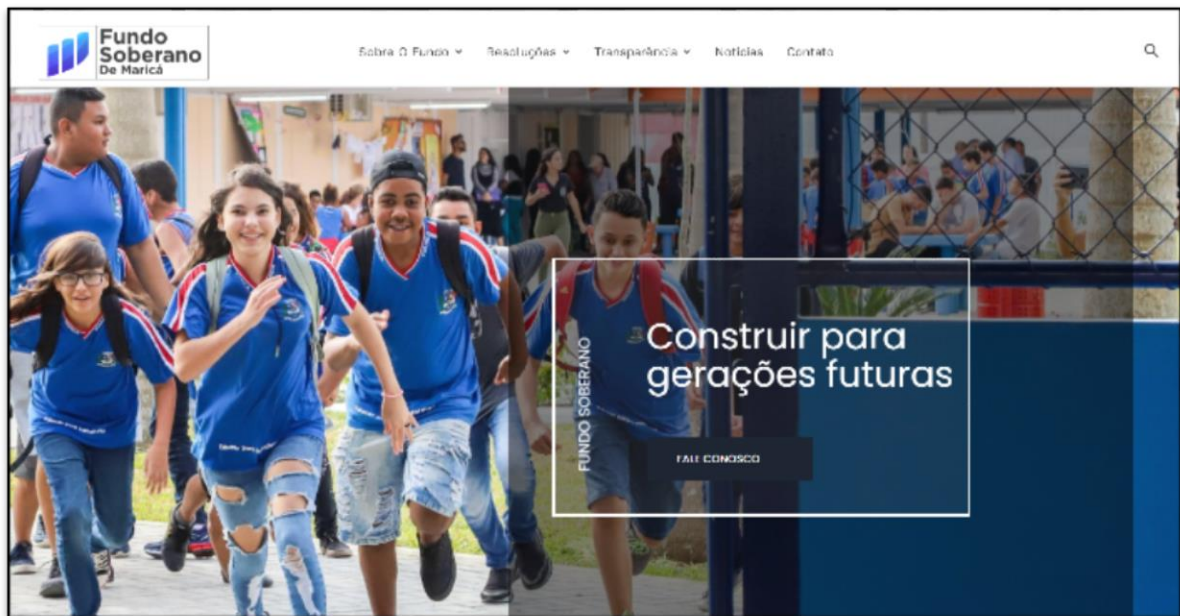 Fundo
Soberano
De Maricá
Sobre O Fundo
Resoluções
Transparência
Notícias
Contato
FUNDO SOBERANO
Construir para
gerações futuras
FALE CONOSCO